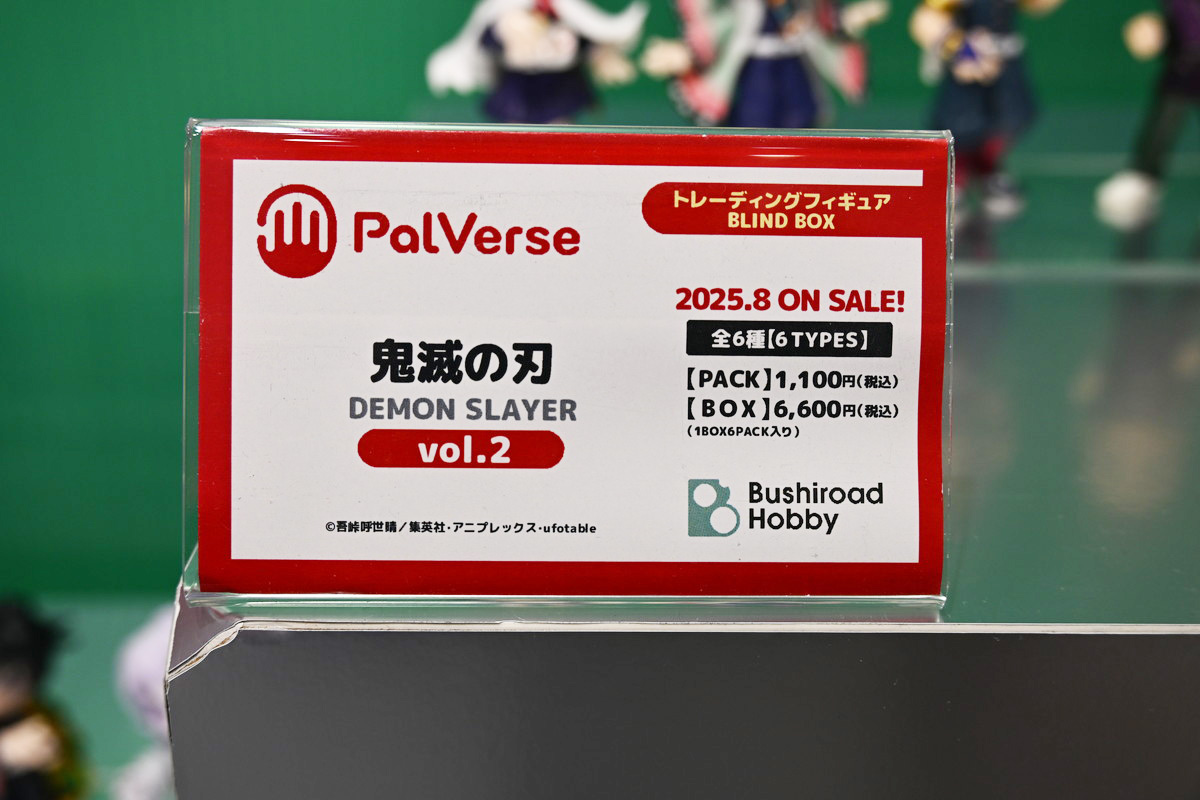 PalVerse
トレーディングフィギュア
BLIND BOX
鬼滅の刃
DEMON SLAYER
vol.2
©吾峠呼世晴/集英社・アニプレックス・ufotable
2025.8 ON SALE!
全6種【6 TYPES】
【PACK】1,100円(税込)
【BOX】6,600円(税込)
(1BOX6PACK入り)
Bushiroad
Hobby